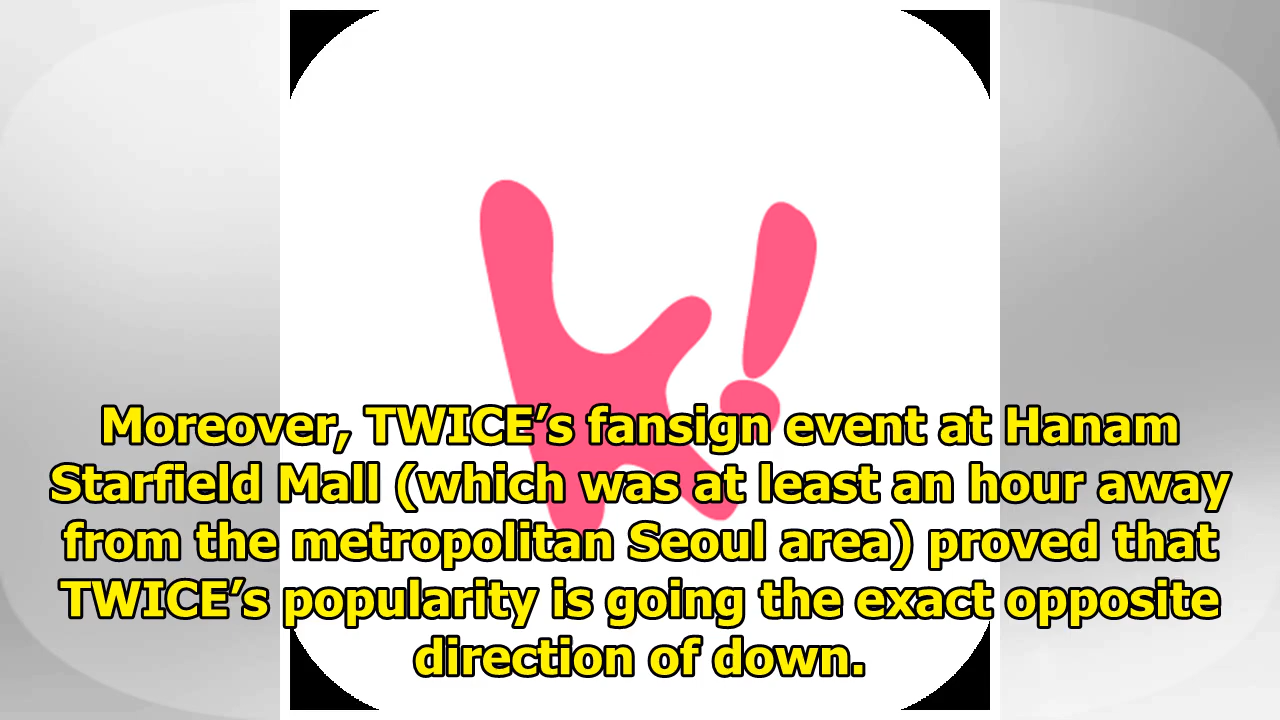 k!
Moreover, TWICE’s fansign event at Hanam
Starfield Mall (which was at least an hour away
from the metropolitan Seoul area) proved that
TWICE’s popularity is going the exact opposite
direction of down.